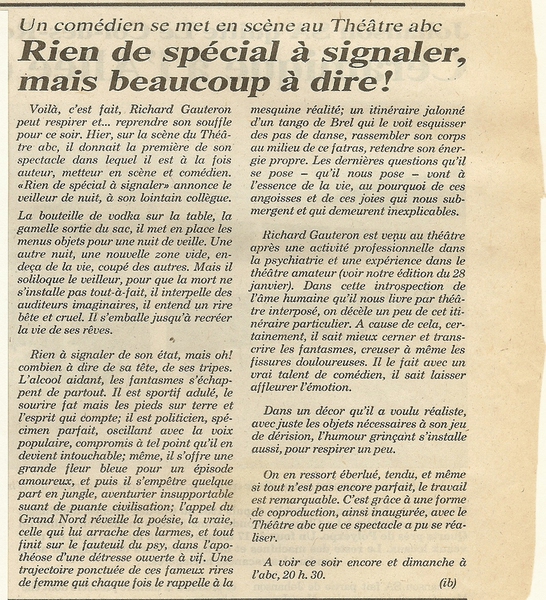 Un comédien se met en scène au Théâtre abc
Rien de spécial à signaler,
mais beaucoup à dire!
Voilà, c'est fait, Richard Gauteron
peut respirer et... reprendre son souffle
pour ce soir. Hier, sur la scène du Théâ-
tre abc, il donnait la première de son
spectacle dans lequel il est à la fois
auteur, metteur en scène et comédien.
«Rien de spécial à signaler» annonce le
veilleur de nuit, à son lointain collègue.
La bouteille de vodka sur la table, la
gamelle sortie du sac, il met en place les
menus objets pour une nuit de veille. Une
autre nuit, une nouvelle zone vide, en-
deça de la vie, coupé des autres. Mais il
soliloque le veilleur, pour que la mort ne
s'installe pas tout-à-fait, il interpelle des
auditeurs imaginaires, il entend un rire
bête et cruel. Il s'emballe jusqu'à recréer
la vie de ses rêves.
Rien à signaler de son état, mais oh!
combien à dire de sa tête, de ses tripes.
L'alcool aidant, les fantasmes s'échap-
pent de partout. Il est sportif adulé, le
sourire fat mais les pieds sur terre et
l'esprit qui compte; il est politicien, spé-
cimen parfait, oscillant avec la voix
populaire, compromis à tel point qu'il en
devient intouchable; même, il s'offre une
grande fleur bleue pour un épisode
amoureux, et puis il s'empêtre quelque
part en jungle, aventurier insupportable
suant de puante civilisation; l'appel du
Grand Nord réveille la poésie, la vraie,
celle qui lui arrache des larmes, et tout
finit sur le fauteuil du psy, dans l'apo-
théose d'une détresse ouverte à vif. Une
trajectoire ponctuée de ces fameux rires
de femme qui chaque fois le rappelle à la
mesquine réalité; un itinéraire jalonné
d'un tango de Brel qui le voit esquisser
des pas de danse, rassembler son corps
au milieu de ce fatras, retendre son éner-
gie propre. Les dernières questions qu'il
se pose – qu'il nous pose – vont à
l'essence de la vie, au pourquoi de ces
angoisses et de ces joies qui nous sub-
mergent et qui demeurent inexplicables.
Richard Gauteron est venu au théâtre
après une activité professionnelle dans
la psychiatrie et une expérience dans le
théâtre amateur (voir notre édition du 28
janvier). Dans cette introspection de
l'âme humaine qu'il nous livre par théâ-
tre interposé, on décèle un peu de cet iti-
néraire particulier. A cause de cela, cer-
tainement, il sait mieux cerner et trans-
crire les fantasmes, creuser à même les
fissures douloureuses. Il le fait avec un
vrai talent de comédien, il sait laisser
affleurer l'émotion.
Dans un décor qu'il a voulu réaliste,
avec juste les objets nécessaires à son jeu
de dérision, l'humour grinçant s'installe
aussi, pour respirer un peu.
On en ressort éberlué, tendu, et même
si tout n'est pas encore parfait, le travail
est remarquable. C'est grâce à une forme
de coproduction, ainsi inaugurée, avec le
Théâtre abc que ce spectacle a pu se réa-
liser.
A voir ce soir encore et dimanche à
l'abc, 20 h. 30.
(ib)